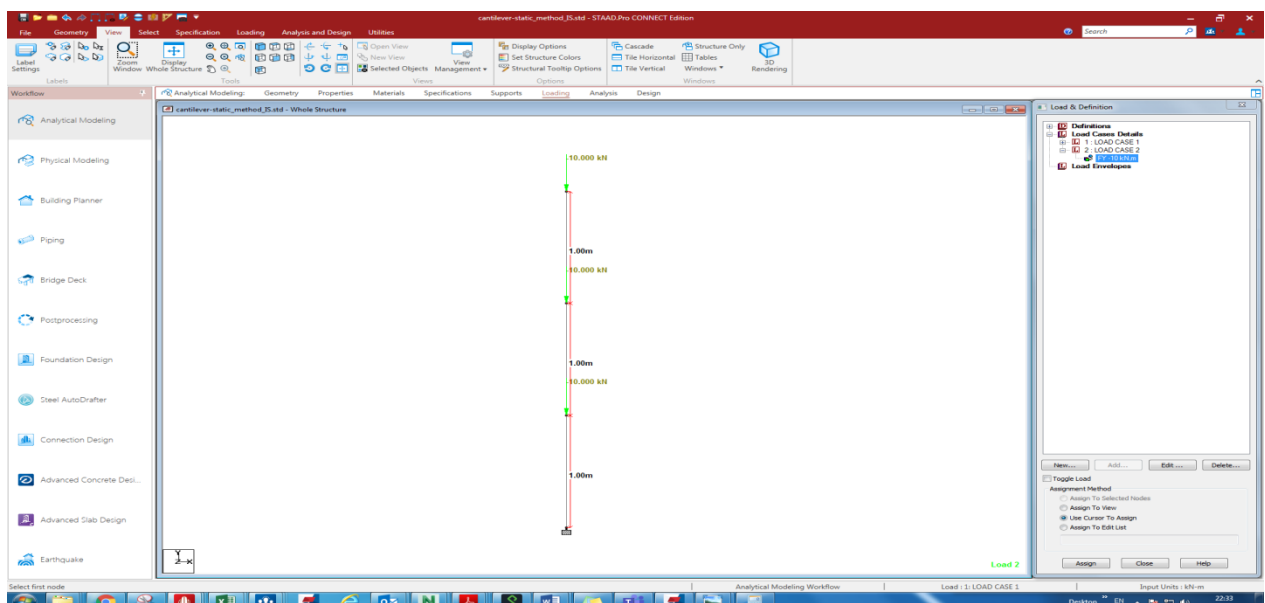 cantilever-static_method_IS.std - STAAD.Pro CONNECT Edition
File Geometry View Select Specification Loading Analysis and Design Utilities Search
Label Settings
Zoom Window
Display Whole Structure
Open View
New View
Selected Objects
View Management
Display Options
Set Structure Colors
Structural Tooltip Options
Cascade
Tile Horizontal
Tile Vertical
Structure Only
Tables
Windows
3D Rendering
Labels Tools Views Options Windows
Workflow
Analytical Modeling: Geometry Properties Materials Specifications Supports Loading Analysis Design
cantilever-static_method_IS.std - Whole Structure
Analytical Modeling
Physical Modeling
Building Planner
Piping
Bridge Deck
Postprocessing
Foundation Design
Steel AutoDrafter
Connection Design
Advanced Concrete Desi...
Advanced Slab Design
Earthquake
10.000 kN
1.00m
10.000 kN
1.00m
10.000 kN
1.00m
Y
Z X
Load 2
Load & Definition
Definitions
Load Cases Details
1 : LOAD CASE 1
2 : LOAD CASE 2
FY -10 kN,m
Load Envelopes
New... Add... Edit ... Delete...
Toggle Load
Assignment Method
Assign To Selected Nodes
Assign To View
Use Cursor To Assign
Assign To Edit List
Assign Close Help
Select first node
Analytical Modeling Workflow
Load : 1: LOAD CASE 1
Input Units : kN-m
Desktop EN 22:33